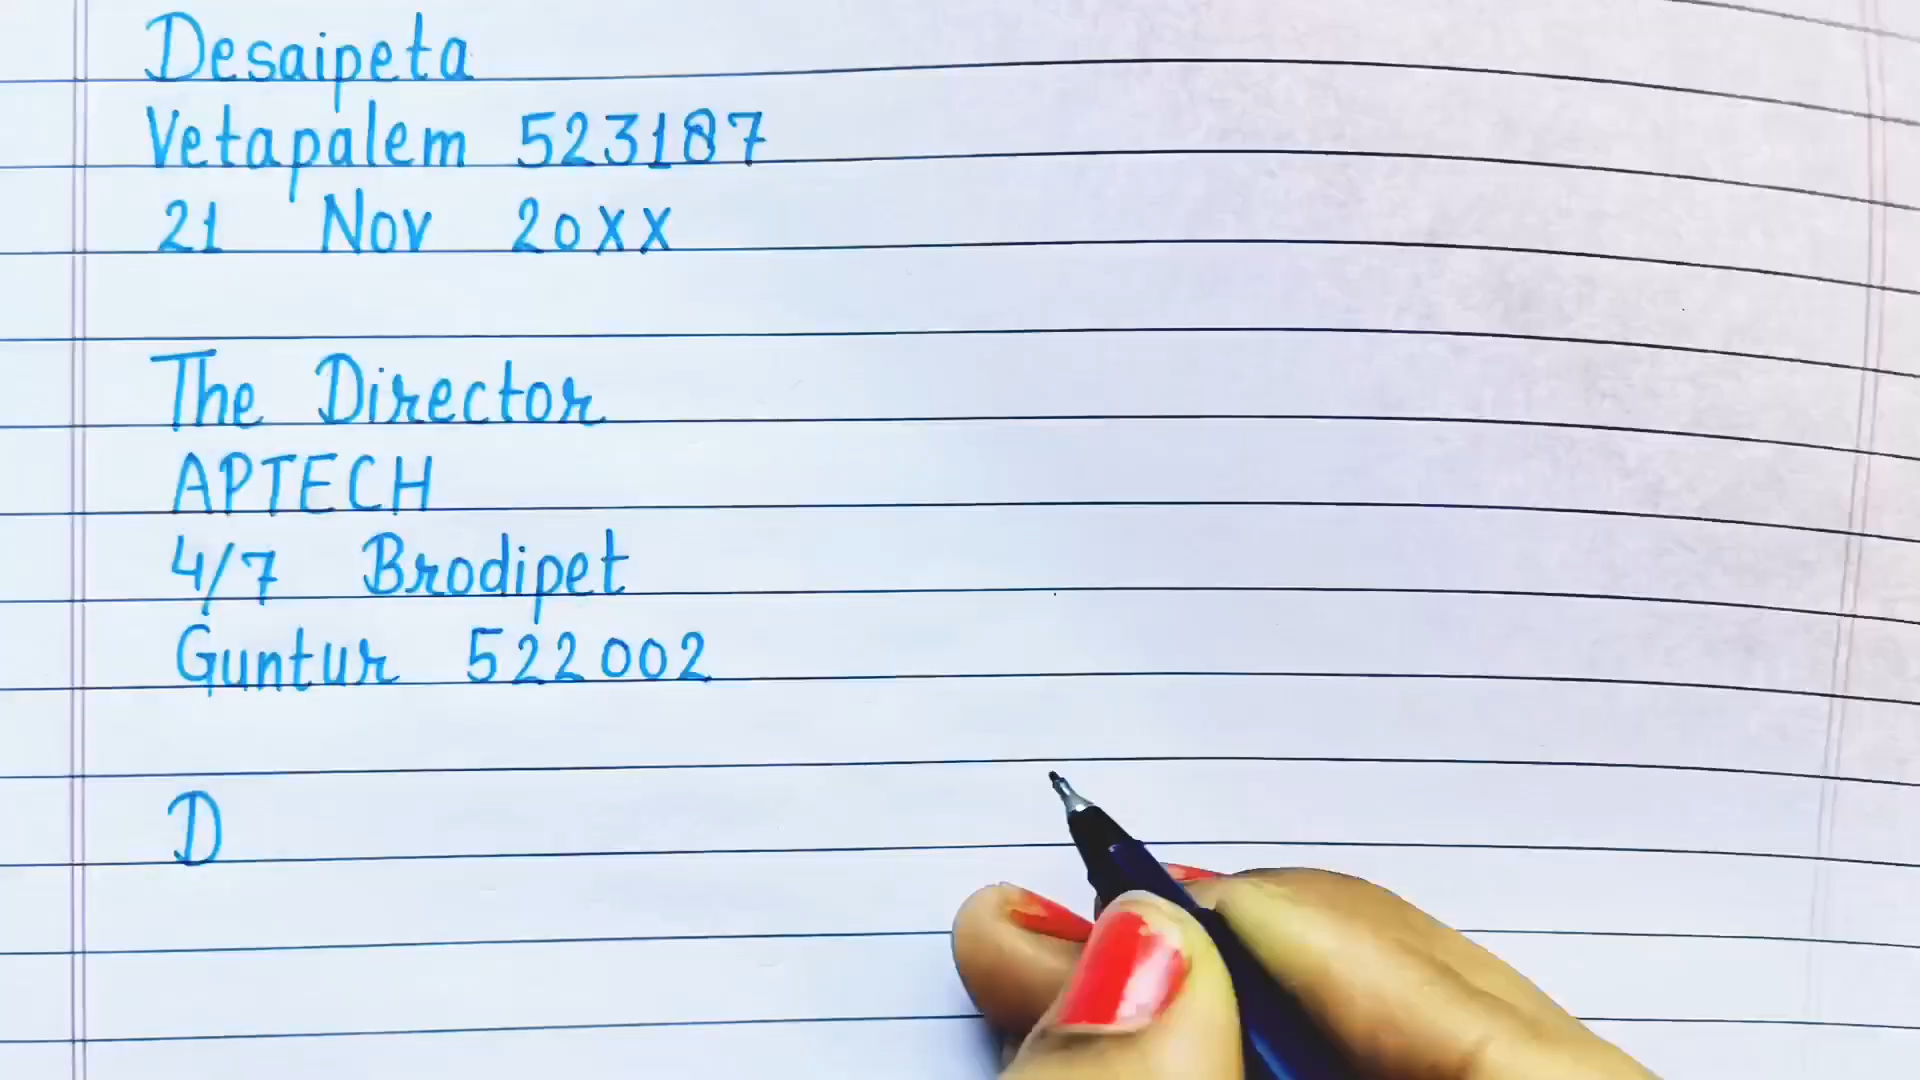 Desaipeta
Vetapalem 523187
21 Nov 20XX
The Director
APTECH
4/7 Brodipet
Guntur 522002
D